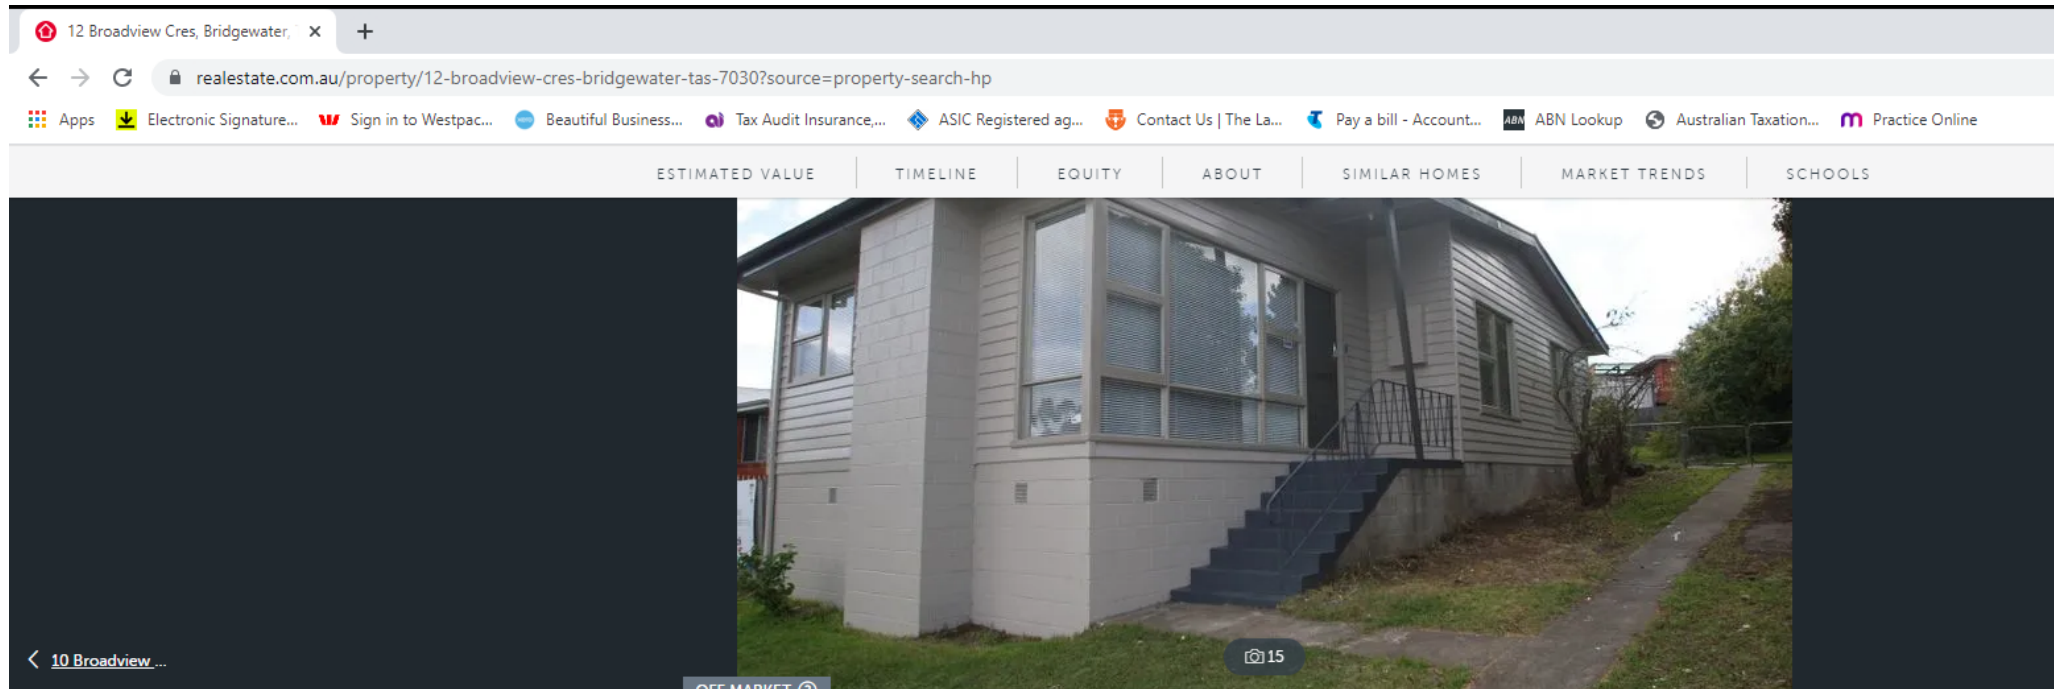 12 Broadview Cres, Bridgewater,
realestate.com.au/property/12-broadview-cres-bridgewater-tas-7030?source=property-search-hp
Apps Electronic Signature... Sign in to Westpac... Beautiful Business... Tax Audit Insurance,... ASIC Registered ag... Contact Us | The La... Pay a bill - Account... ABN ABN Lookup Australian Taxation... Practice Online
ESTIMATED VALUE TIMELINE EQUITY ABOUT SIMILAR HOMES MARKET TRENDS SCHOOLS
10 Broadview ... 15
OFF MARKET